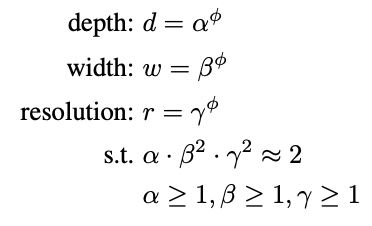 depth: d = α^ϕ
width: w = β^ϕ
resolution: r = γ^ϕ
s.t. α · β² · γ² ≈ 2
α ≥ 1, β ≥ 1, γ ≥ 1